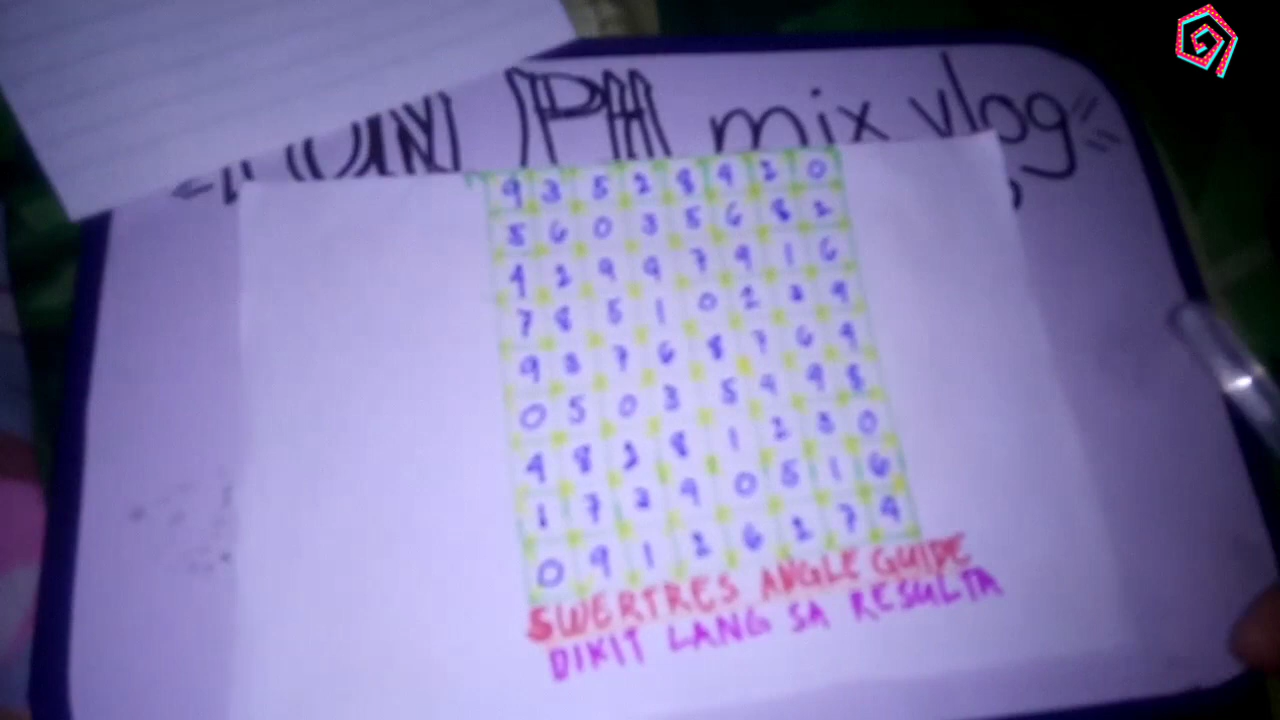 mix vlog
9 3 5 2 8 9 2 0
5 6 0 3 5 6 8 2
4 2 9 9 7 9 1 6
7 8 5 1 0 2 3 9
9 3 7 6 8 7 6 9
0 5 0 3 5 9 9 8
4 8 2 8 1 2 3 0
1 7 3 9 0 5 1 6
0 9 1 2 6 2 7 4
SWERTRES ANGLE GUIDE
DIKIT LANG SA RESULTA